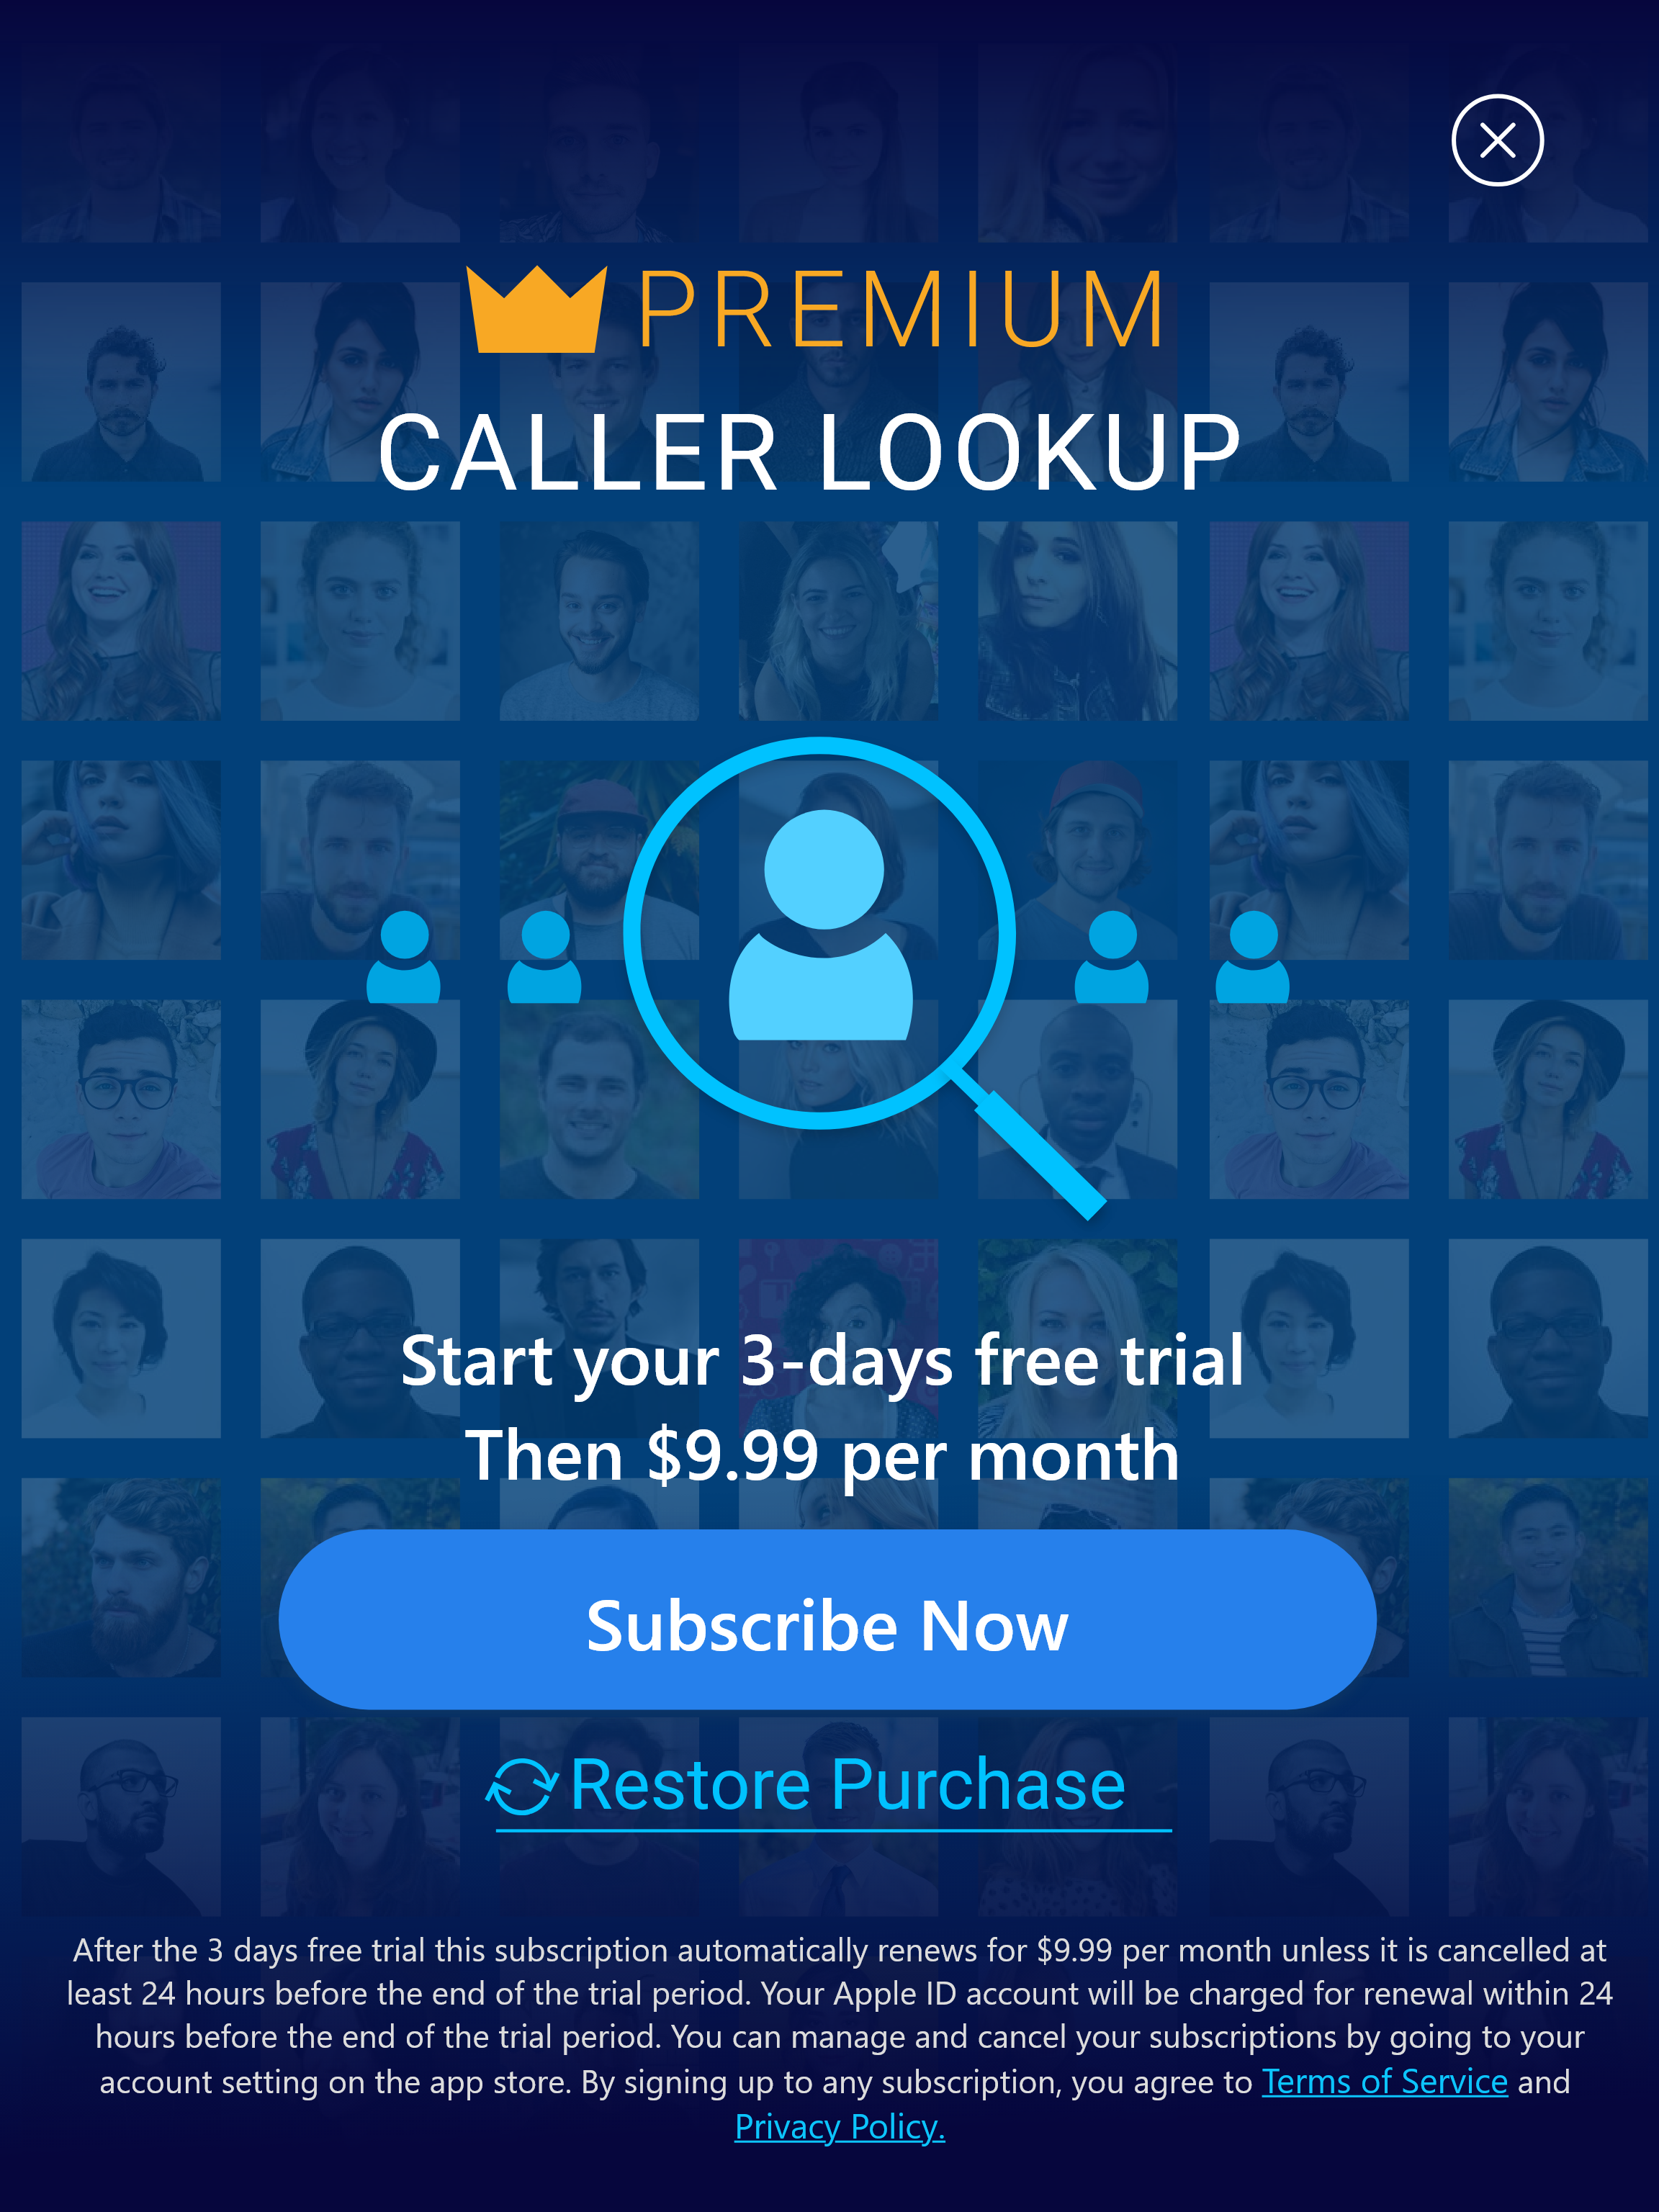 PREMIUM
CALLER LOOKUP
Start your 3-days free trial
Then $9.99 per month
Subscribe Now
Restore Purchase
After the 3 days free trial this subscription automatically renews for $9.99 per month unless it is cancelled at
least 24 hours before the end of the trial period. Your Apple ID account will be charged for renewal within 24
hours before the end of the trial period. You can manage and cancel your subscriptions by going to your
account setting on the app store. By signing up to any subscription, you agree to Terms of Service and
Privacy Policy.